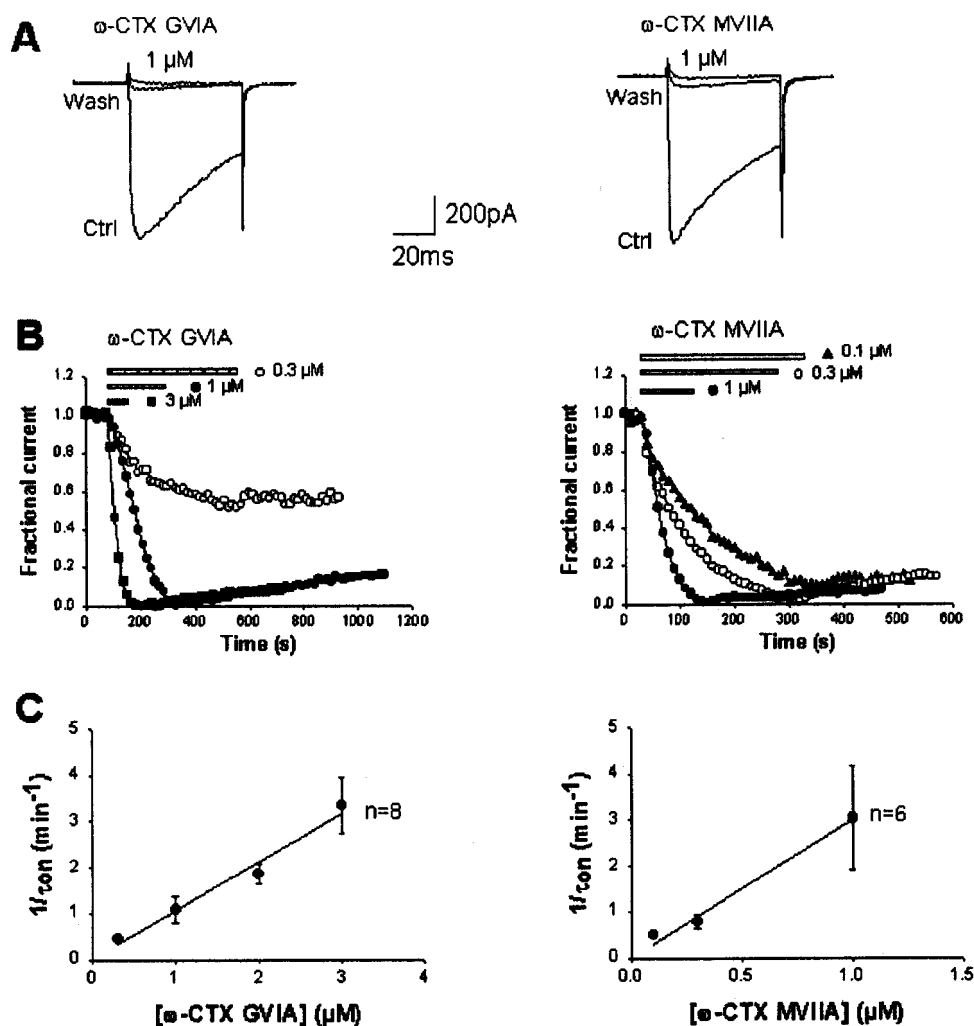 A
ω-CTX GVIA
1 µM
Wash
Ctrl
200pA
20ms
ω-CTX MVIIA
1 µM
Wash
Ctrl
B
ω-CTX GVIA
0.3 µM
1 µM
3 µM
1.2
1.0
0.8
0.6
0.4
0.2
0.0
Fractional current
0 200 400 600 800 1000 1200
Time (s)
ω-CTX MVIIA
0.1 µM
0.3 µM
1 µM
1.2
1.0
0.8
0.6
0.4
0.2
0.0
Fractional current
0 100 200 300 400 500 600
Time (s)
C
5
4
3
2
1
0
1/τon (min-1)
n=8
0 1 2 3 4
[ω-CTX GVIA] (µM)
5
4
3
2
1
0
1/τon (min-1)
n=6
0.0 0.5 1.0 1.5
[ω-CTX MVIIA] (µM)